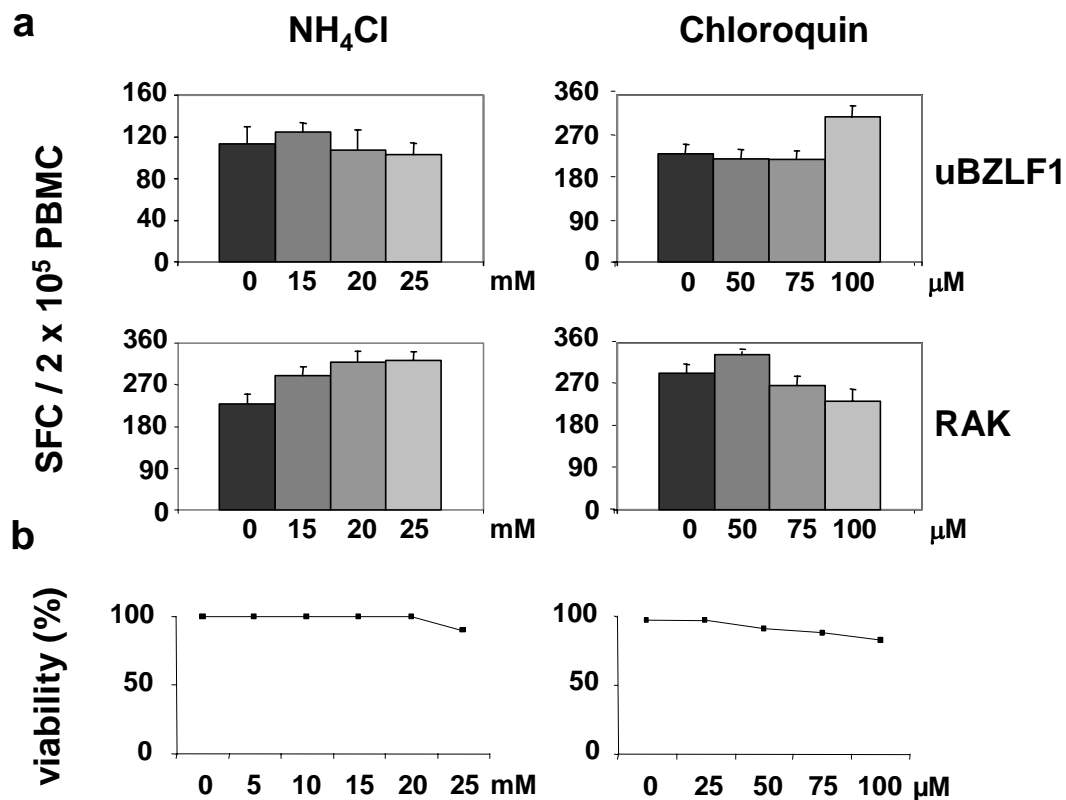 a
NH₄Cl
Chloroquin
SFC / 2 x 10⁵ PBMC
160
120
80
40
0
0 15 20 25 mM
360
270
180
90
0
0 50 75 100 μM
uBZLF1
360
270
180
90
0
0 15 20 25 mM
360
270
180
90
0
0 50 75 100 μM
RAK
b
viability (%)
100
50
0
0 5 10 15 20 25 mM
100
50
0
0 25 50 75 100 μM